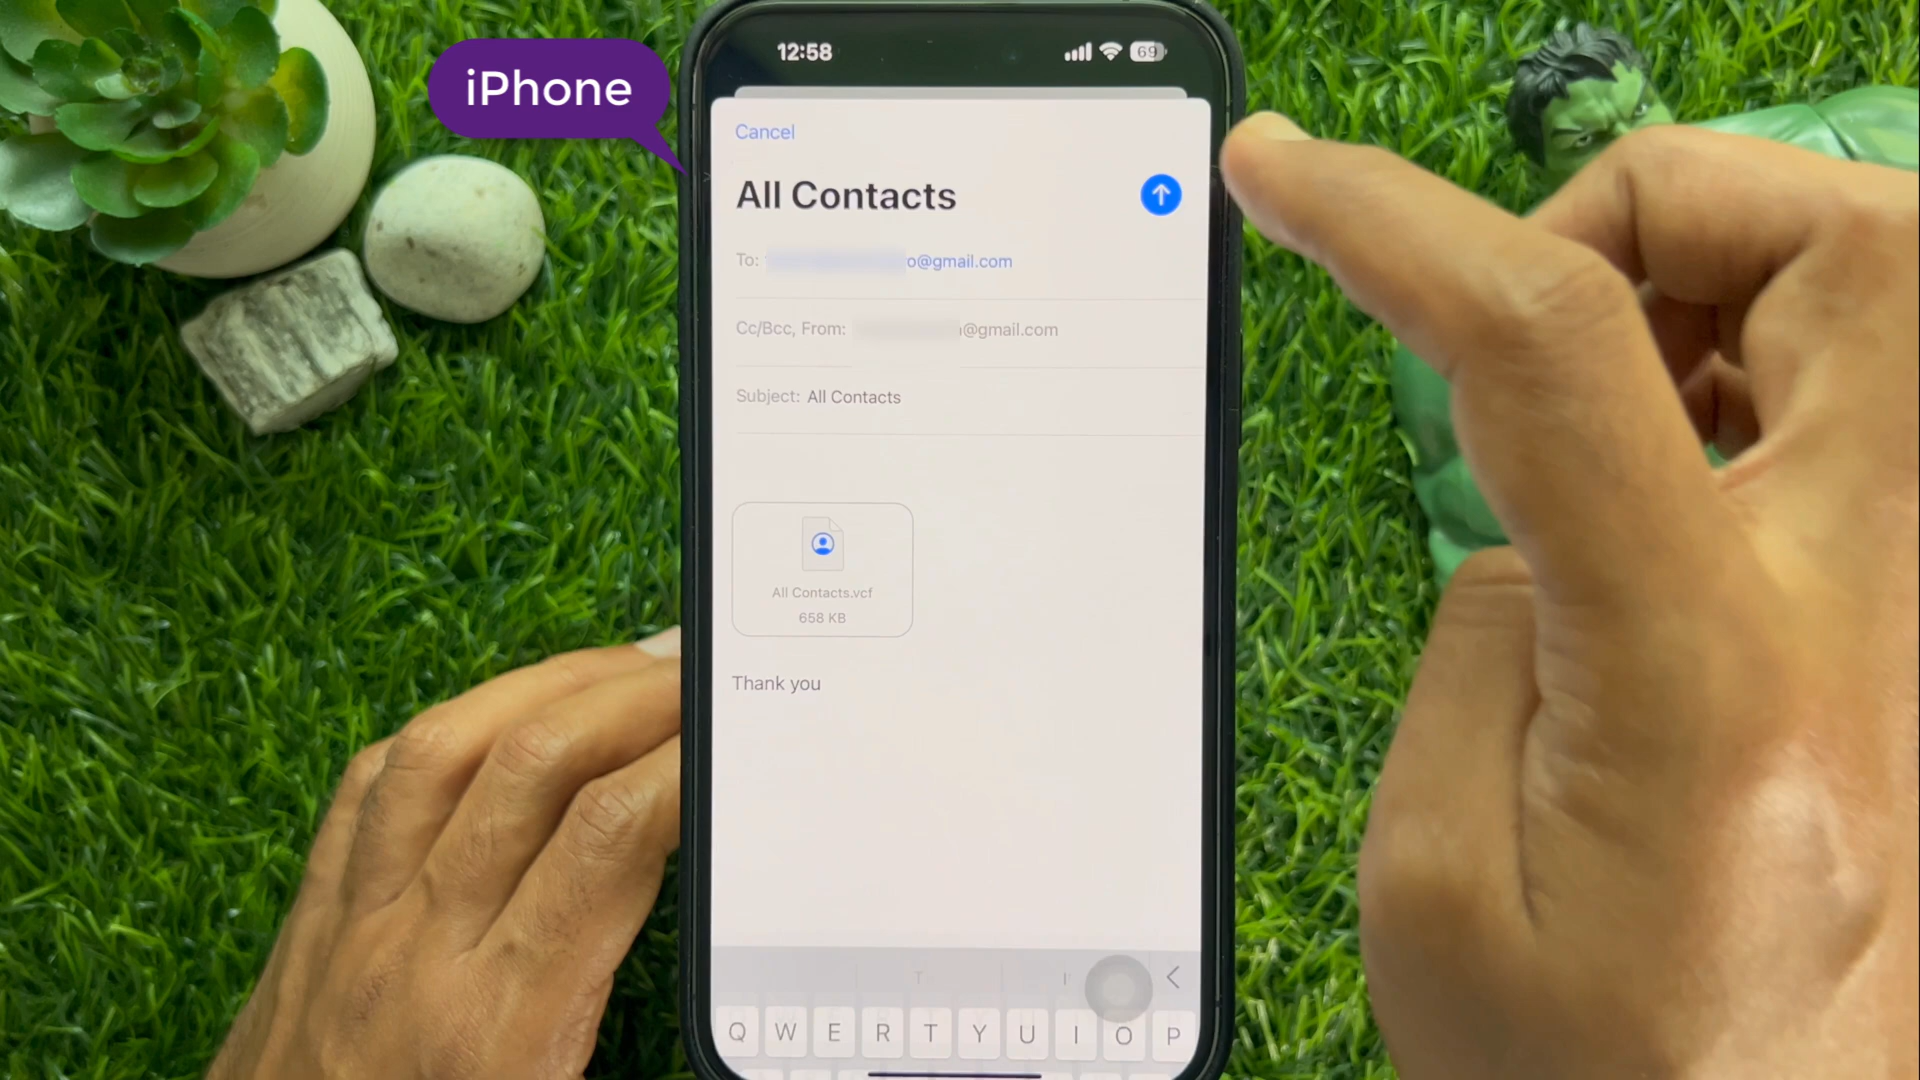 iPhone
12:58
69
Cancel
All Contacts
To: o@gmail.com
Cc/Bcc, From: @gmail.com
Subject: All Contacts
All Contacts.vcf
658 KB
Thank you
T
I
Q W E R T Y U I O P